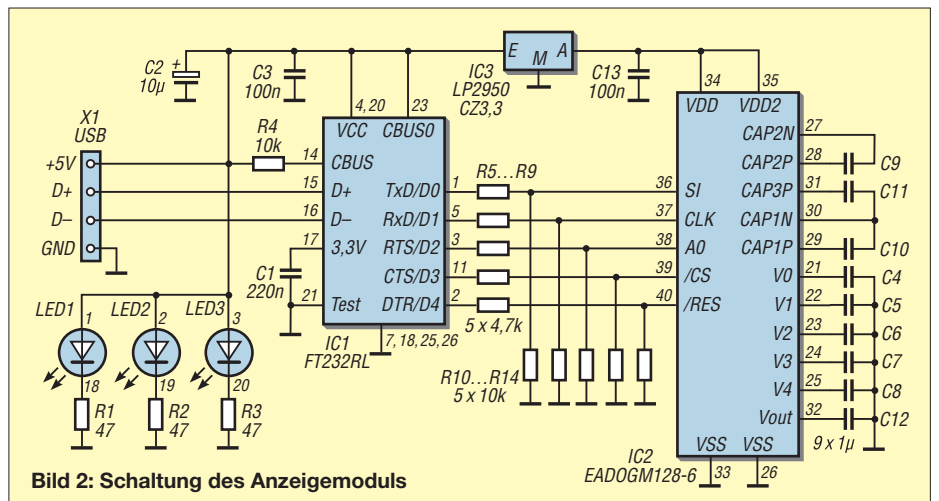 C2
+
10µ
C3
100n
E
M
A
IC3
LP2950
CZ3,3
C13
100n
34
35
4, 20
23
VCC
CBUS0
VDD
VDD2
X1
USB
+5V
D+
D–
GND
R4
10k
14
15
16
17
21
CBUS
D+
D–
3,3V
Test
TxD/D0
RxD/D1
RTS/D2
CTS/D3
DTR/D4
1
5
3
11
2
R5...R9
5 x 4,7k
36
37
38
39
40
SI
CLK
A0
/CS
/RES
CAP2N
CAP2P
CAP3P
CAP1N
CAP1P
V0
V1
V2
V3
V4
Vout
27
28
31
30
29
21
22
23
24
25
32
C9
C11
C10
C4
C5
C6
C7
C8
C12
9 x 1µ
C1
220n
7, 18, 25, 26
IC1
FT232RL
R10...R14
5 x 10k
LED1
LED2
LED3
1
2
3
18
19
20
R1
47
R2
47
R3
47
VSS
VSS
33
26
IC2
EADOGM128-6
Bild 2: Schaltung des Anzeigemoduls